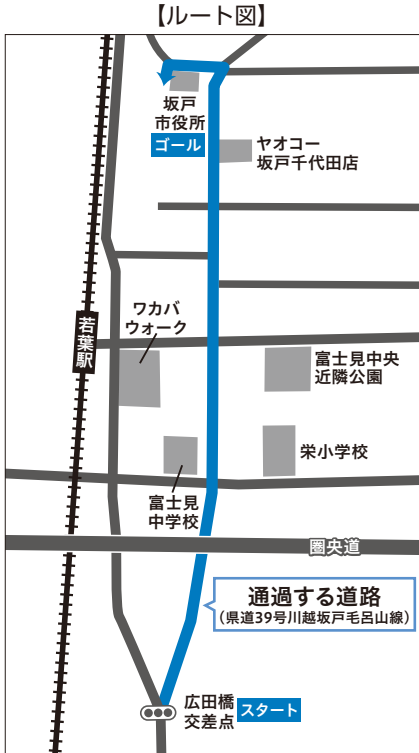 【ルート図】
坂戸
市役所
ゴール
ヤオコー
坂戸千代田店
ワカバ
ウォーク
若葉駅
富士見中央
近隣公園
栄小学校
富士見
中学校
圏央道
通過する道路
（県道39号川越坂戸毛呂山線）
広田橋
交差点
スタート